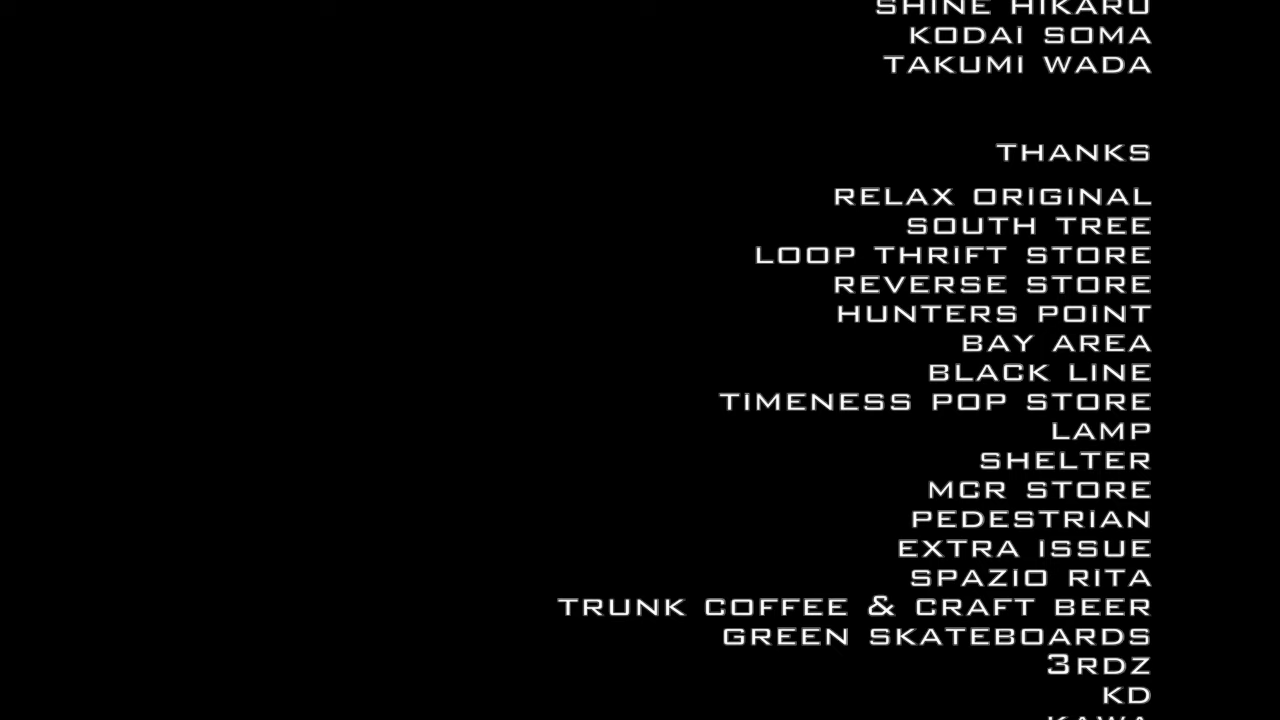 SHINE HIKARU
KODAI SOMA
TAKUMI WADA
THANKS
RELAX ORIGINAL
SOUTH TREE
LOOP THRIFT STORE
REVERSE STORE
HUNTERS POINT
BAY AREA
BLACK LINE
TIMENESS POP STORE
LAMP
SHELTER
MCR STORE
PEDESTRIAN
EXTRA ISSUE
SPAZIO RITA
TRUNK COFFEE & CRAFT BEER
GREEN SKATEBOARDS
3RDZ
KD